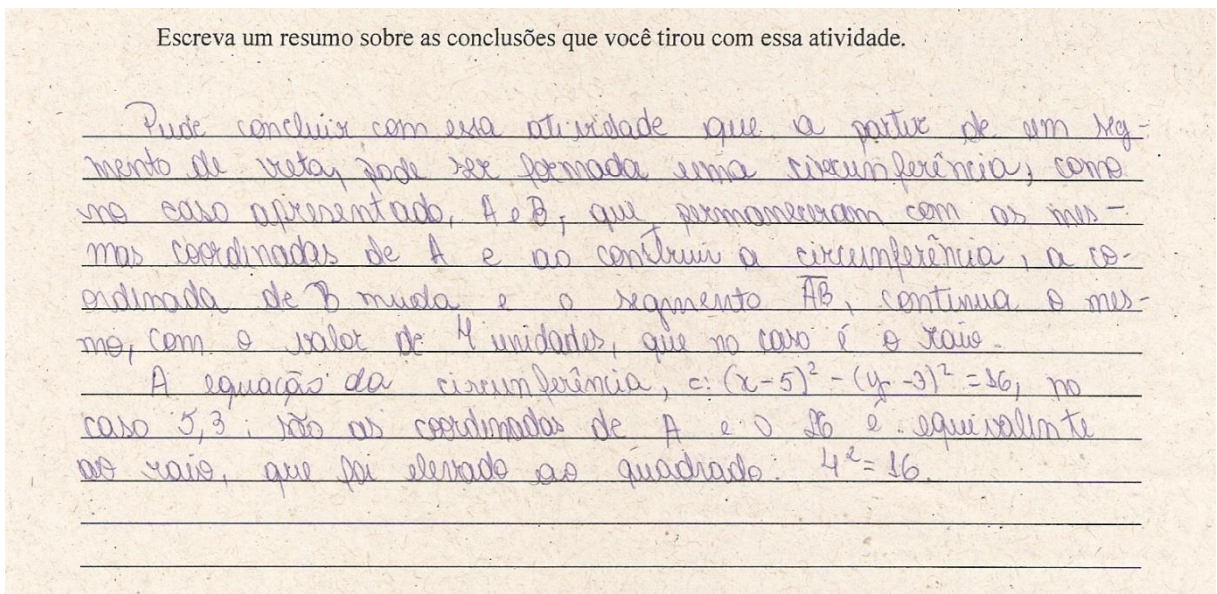 Escreva um resumo sobre as conclusões que você tirou com essa atividade.
Pude concluir com essa atividade que a partir de um seg-
mento de reta, pode ser formada uma circunferência, como
no caso apresentado, A e B, que permaneceram com as mes-
mas coordenadas de A e ao construir a circunferência, a co-
ordenada de B muda e o segmento AB, continua o mes-
mo, com o valor de 4 unidades, que no caso é o raio.
A equação da circunferência, c: (x-5)² - (y-3)² = 16, no
caso 5,3, são as coordenadas de A e o 16 é equivalente
ao raio, que foi elevado ao quadrado. 4² = 16.